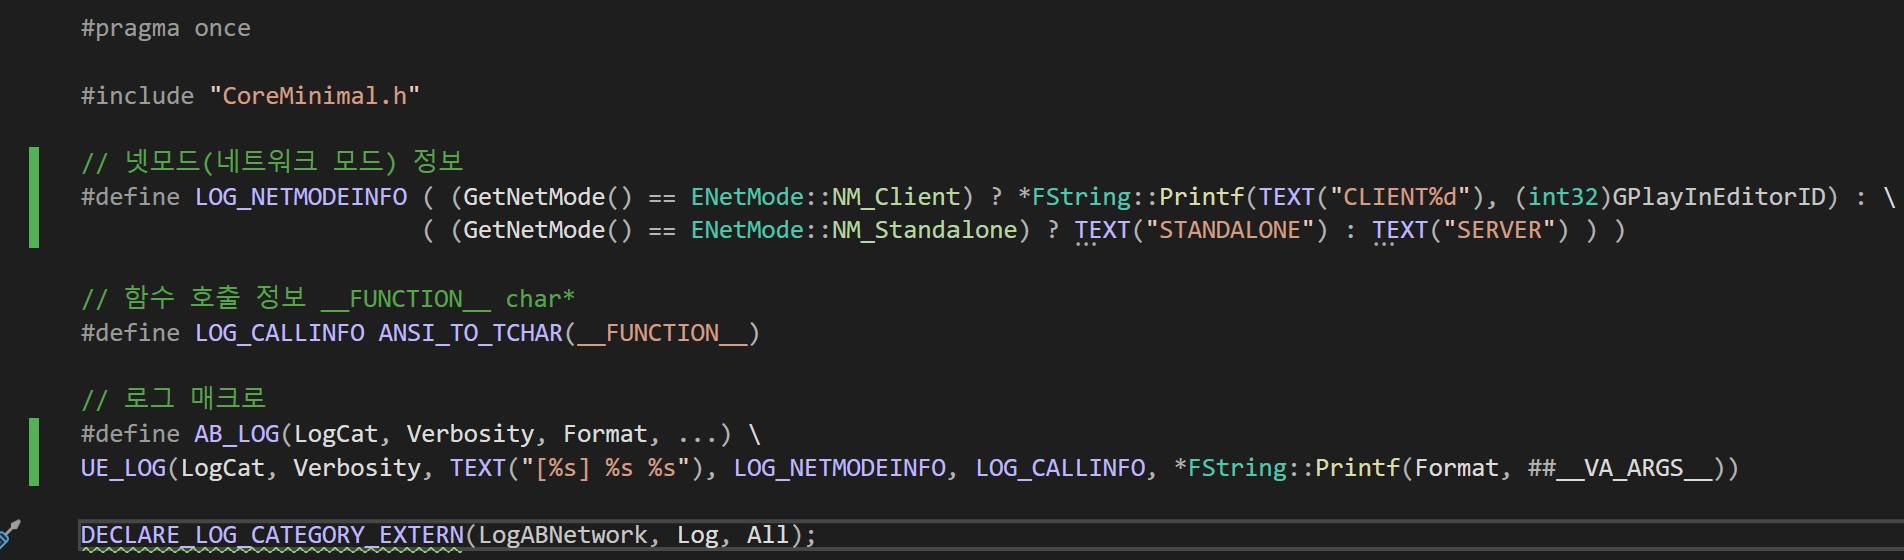 #pragma once
#include "CoreMinimal.h"
// 넷모드(네트워크 모드) 정보
#define LOG_NETMODEINFO ( (GetNetMode() == ENetMode::NM_Client) ? *FString::Printf(TEXT("CLIENT%d"), (int32)GPlayInEditorID) : \
( (GetNetMode() == ENetMode::NM_Standalone) ? TEXT("STANDALONE") : TEXT("SERVER") ) )
// 함수 호출 정보 __FUNCTION__ char*
#define LOG_CALLINFO ANSI_TO_TCHAR(__FUNCTION__)
// 로그 매크로
#define AB_LOG(LogCat, Verbosity, Format, ...) \
UE_LOG(LogCat, Verbosity, TEXT("[%s] %s %s"), LOG_NETMODEINFO, LOG_CALLINFO, *FString::Printf(Format, ##__VA_ARGS__))
DECLARE_LOG_CATEGORY_EXTERN(LogABNetwork, Log, All);